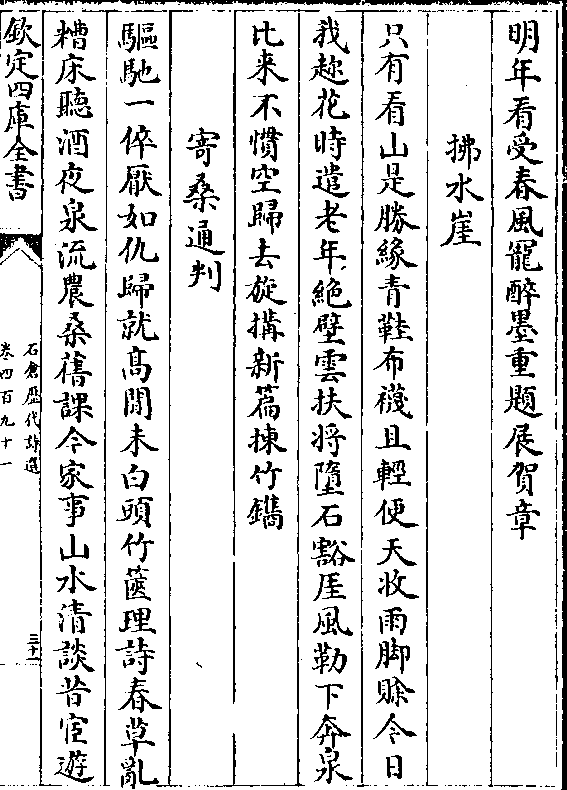 明年看受春風寵醉墨重題展賀章
拂水崖
只有看山是勝緣青鞋布襪且輕便天收雨脚賒今日
我趂花時遣老年絶壁雲扶将墮石豁厓風勒下奔泉
比来不慣空歸去旋搆新篇揀竹鐫
寄桑通判
驅馳一倅厭如仇歸就髙閒未白頭竹篋理詩春草亂
糟床聽酒夜泉流農桑舊課今家事山水清談昔宦遊
欽定四庫全書
石倉歴代詩選
卷四百九十一
三十一